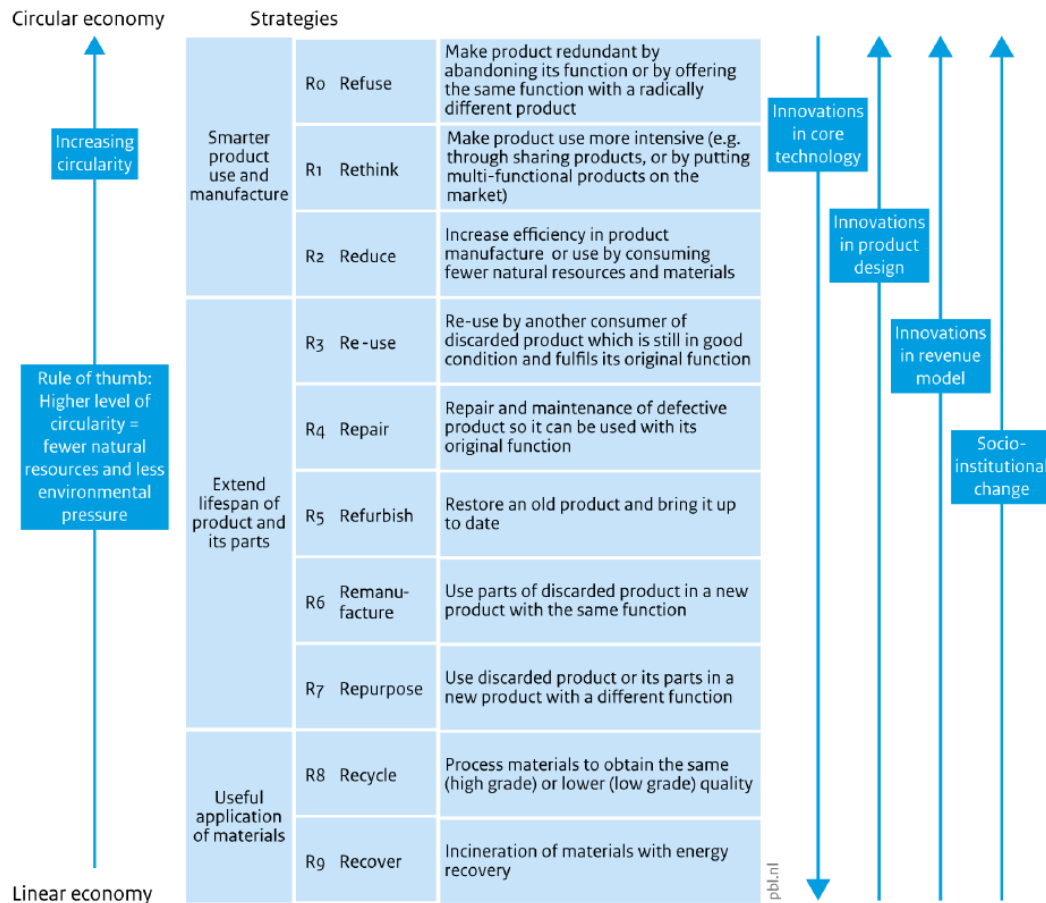 Circular economy
Strategies
Increasing
circularity
Rule of thumb:
Higher level of
circularity =
fewer natural
resources and less
environmental
pressure
Linear economy
Smarter
product
use and
manufacture
R0 Refuse
Make product redundant by
abandoning its function or by offering
the same function with a radically
different product
R1 Rethink
Make product use more intensive (e.g.
through sharing products, or by putting
multi-functional products on the
market)
R2 Reduce
Increase efficiency in product
manufacture or use by consuming
fewer natural resources and materials
Extend
lifespan of
product and
its parts
R3 Re-use
Re-use by another consumer of
discarded product which is still in good
condition and fulfils its original function
R4 Repair
Repair and maintenance of defective
product so it can be used with its
original function
R5 Refurbish
Restore an old product and bring it up
to date
R6 Remanu-
facture
Use parts of discarded product in a new
product with the same function
R7 Repurpose
Use discarded product or its parts in a
new product with a different function
Useful
application
of materials
R8 Recycle
Process materials to obtain the same
(high grade) or lower (low grade) quality
R9 Recover
Incineration of materials with energy
recovery
pbl.nl
Innovations
in core
technology
Innovations
in product
design
Innovations
in revenue
model
Socio-
institutional
change